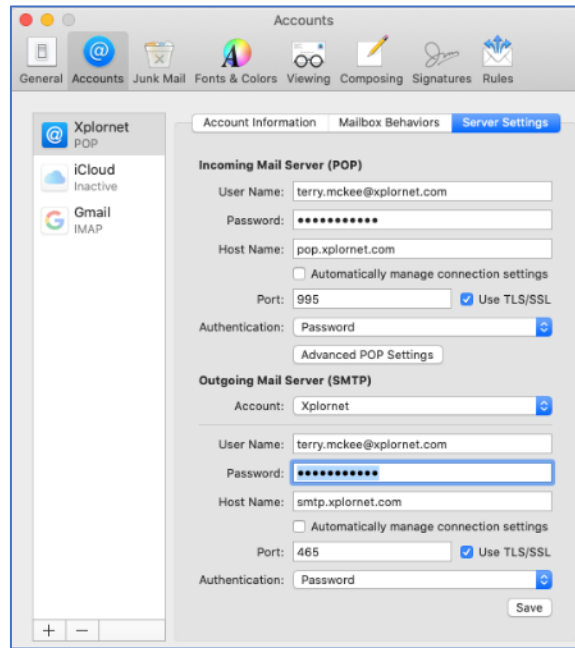 Accounts
General Accounts Junk Mail Fonts & Colors Viewing Composing Signatures Rules
Xplornet
POP
iCloud
Inactive
Gmail
IMAP
Account Information Mailbox Behaviors Server Settings
Incoming Mail Server (POP)
User Name: terry.mckee@xplornet.com
Password: •••••••••••
Host Name: pop.xplornet.com
Automatically manage connection settings
Port: 995 Use TLS/SSL
Authentication: Password
Advanced POP Settings
Outgoing Mail Server (SMTP)
Account: Xplornet
User Name: terry.mckee@xplornet.com
Password: •••••••••••
Host Name: smtp.xplornet.com
Automatically manage connection settings
Port: 465 Use TLS/SSL
Authentication: Password
Save